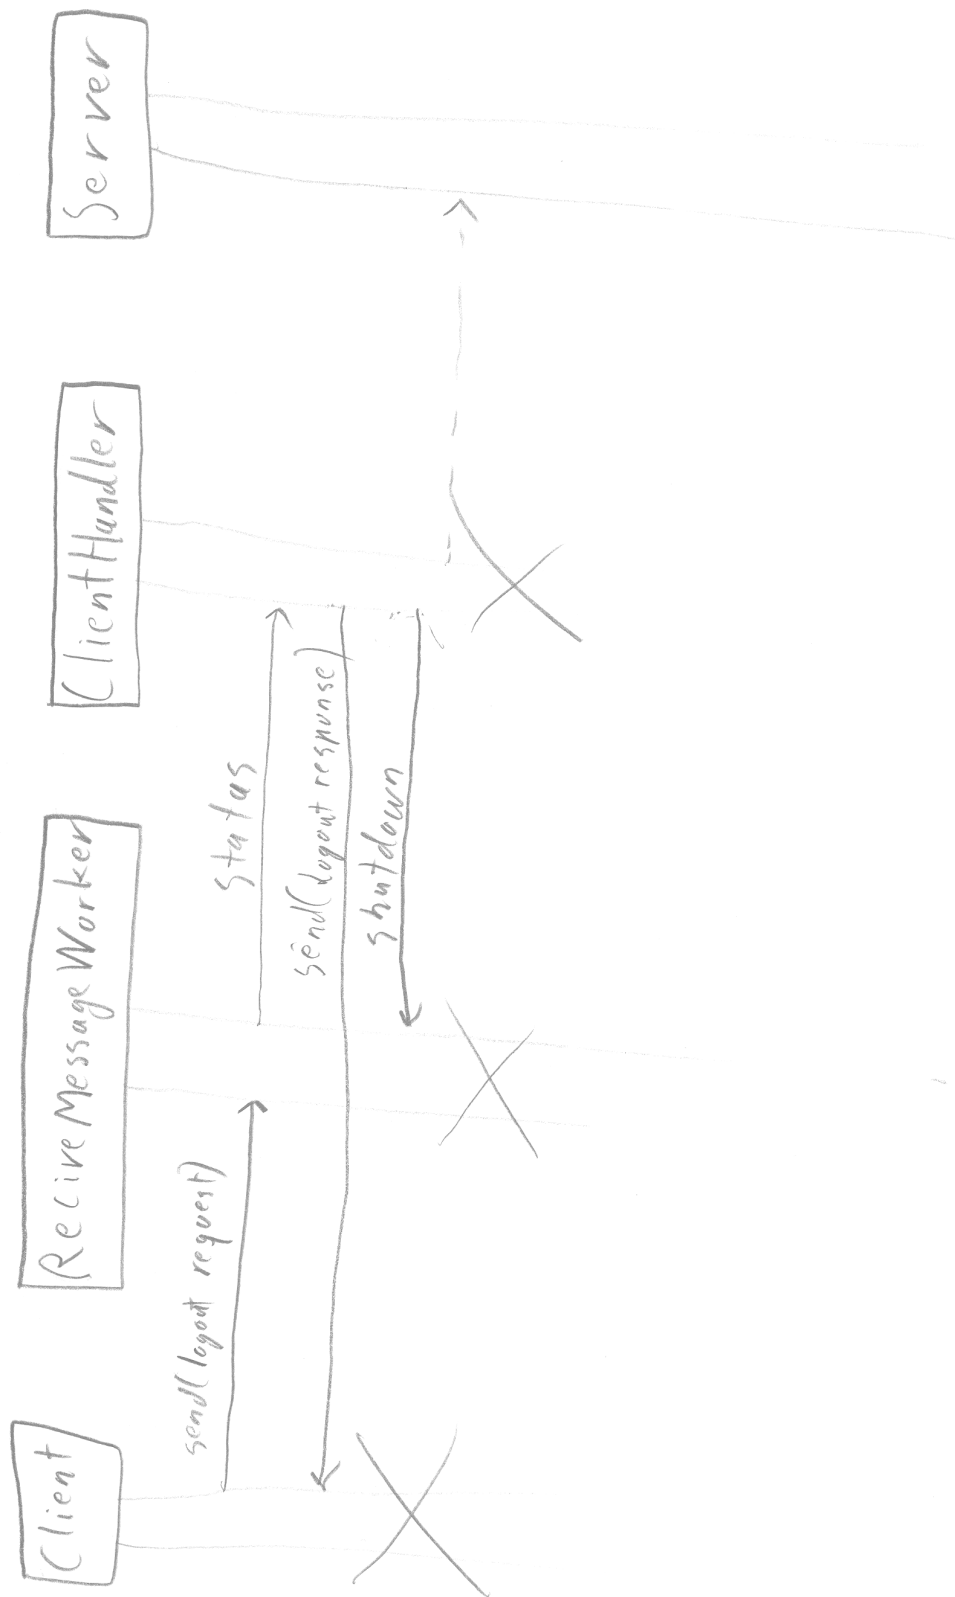 Client
ReciveMessageWorker
ClientHandler
Server
send(logout request)
status
send(logout response)
shutdown